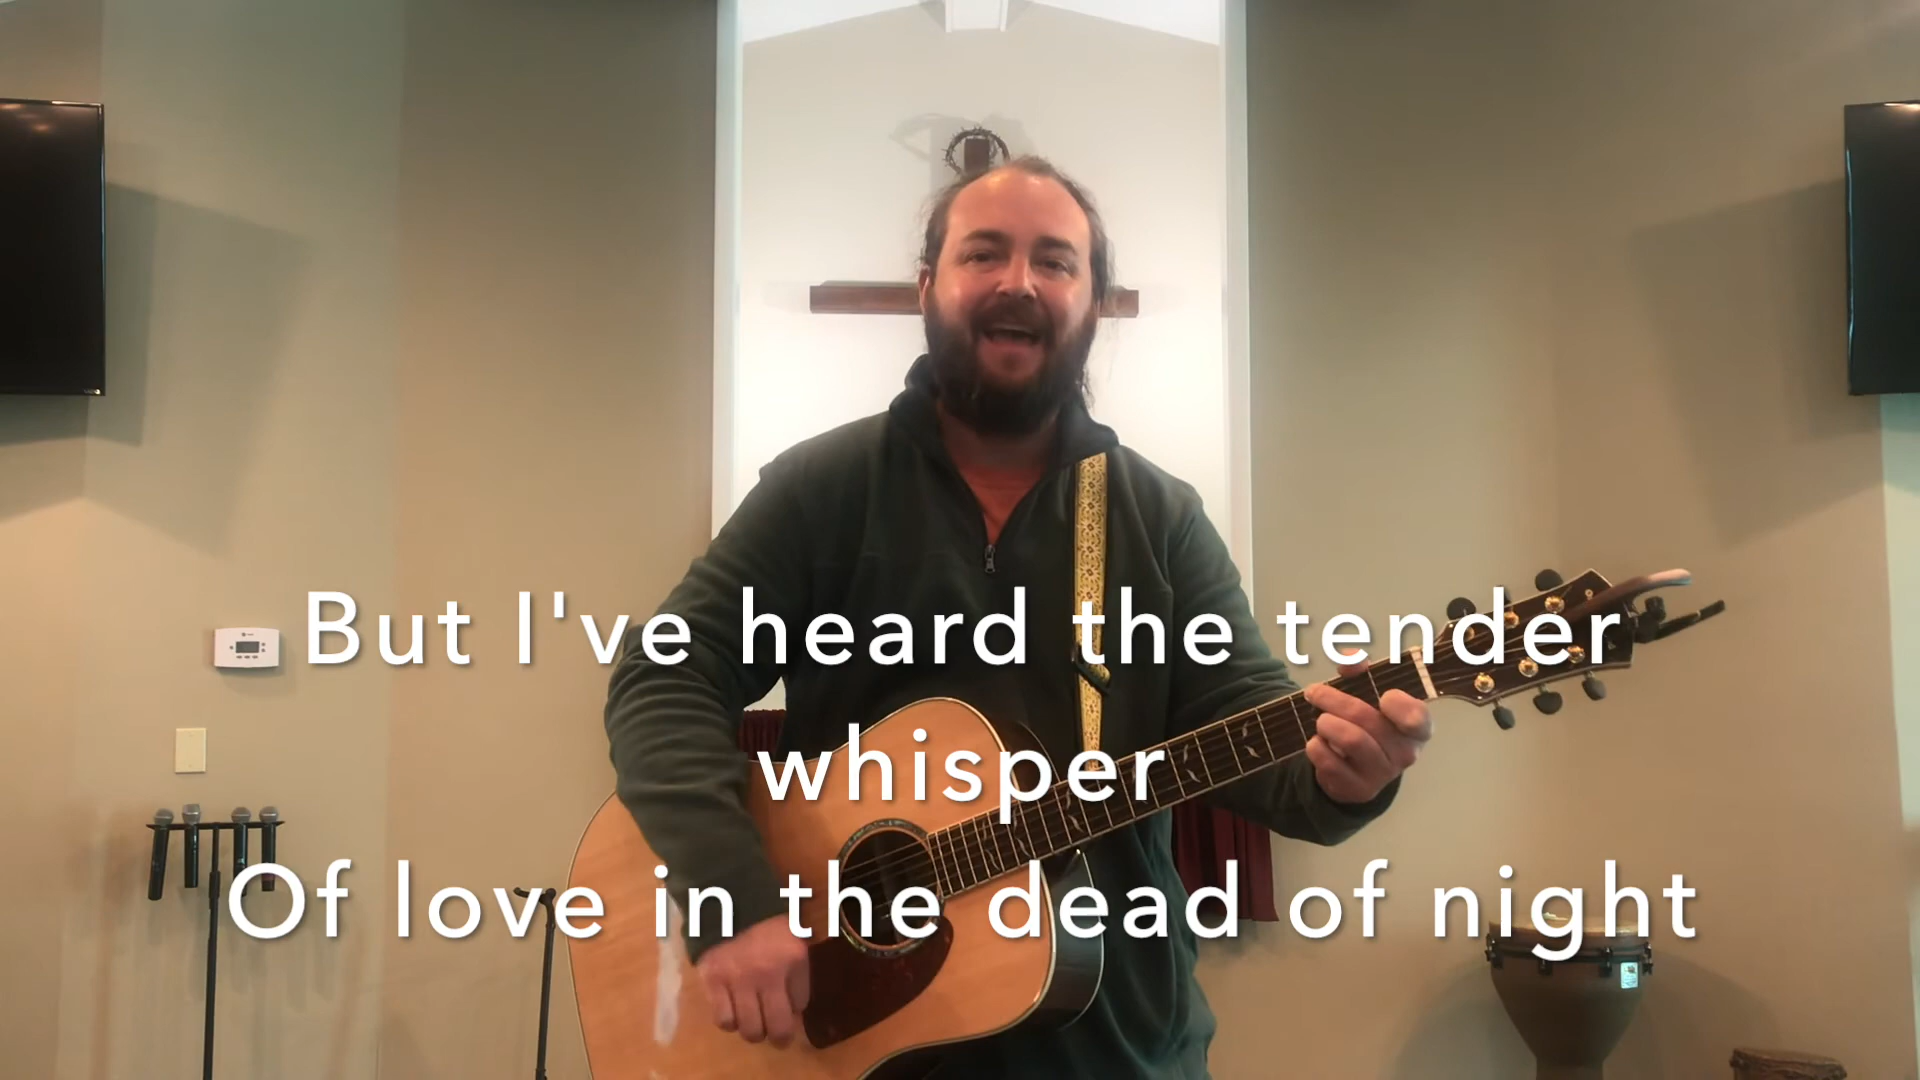 But I've heard the tender
whisper
Of love in the dead of night